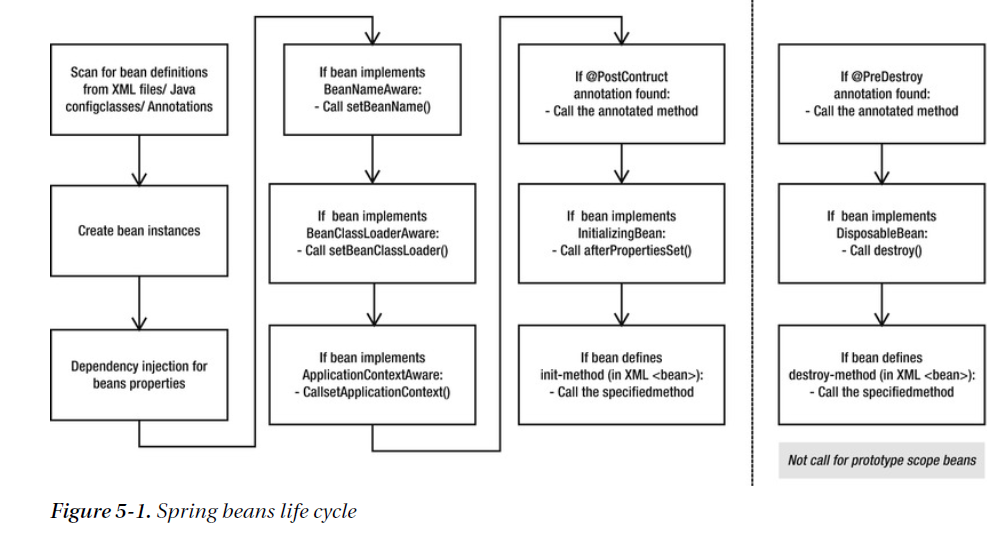 Scan for bean definitions
from XML files/ Java
configclasses/ Annotations
Create bean instances
Dependency injection for
beans properties
If bean implements
BeanNameAware:
- Call setBeanName()
If bean implements
BeanClassLoaderAware:
- Call setBeanClassLoader()
If bean implements
ApplicationContextAware:
- CallsetApplicationContext()
If @PostContruct
annotation found:
- Call the annotated method
If bean implements
InitializingBean:
- Call afterPropertiesSet()
If bean defines
init-method (in XML <bean>):
- Call the specifiedmethod
If @PreDestroy
annotation found:
- Call the annotated method
If bean implements
DisposableBean:
- Call destroy()
If bean defines
destroy-method (in XML <bean>):
- Call the specifiedmethod
Not call for prototype scope beans
Figure 5-1. Spring beans life cycle